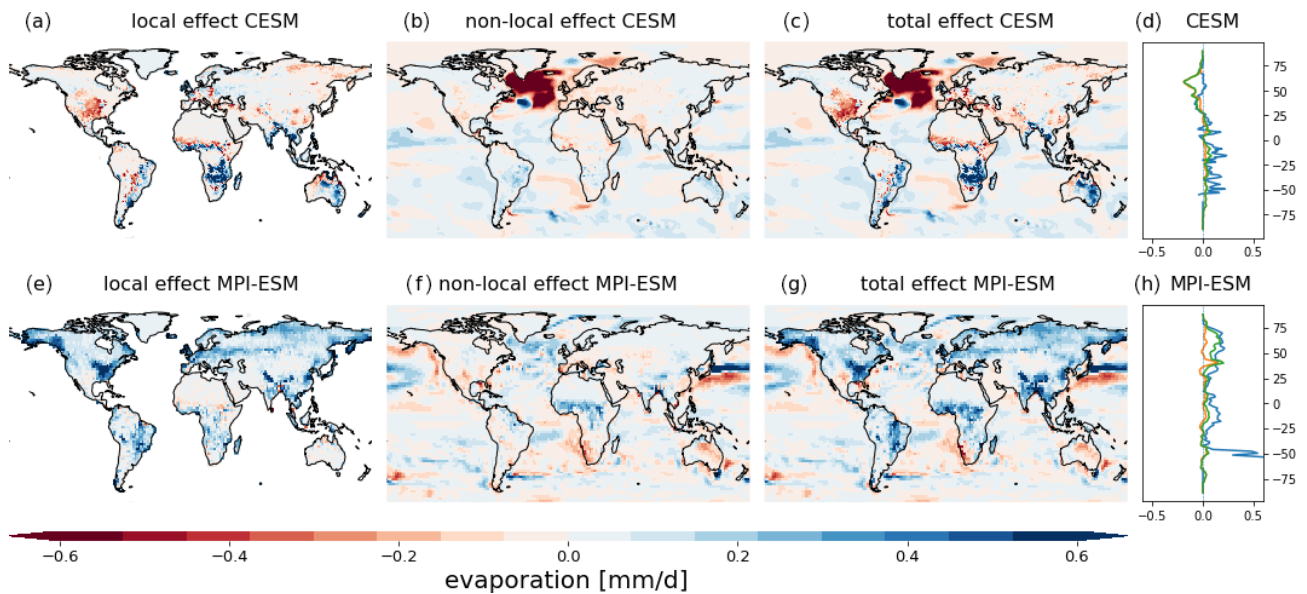 (a) local effect CESM
(b) non-local effect CESM
(c) total effect CESM
(d) CESM
75
50
25
0
−25
−50
−75
−0.5 0.0 0.5
(e) local effect MPI-ESM
(f) non-local effect MPI-ESM
(g) total effect MPI-ESM
(h) MPI-ESM
75
50
25
0
−25
−50
−75
−0.5 0.0 0.5
−0.6 −0.4 −0.2 0.0 0.2 0.4 0.6
evaporation [mm/d]